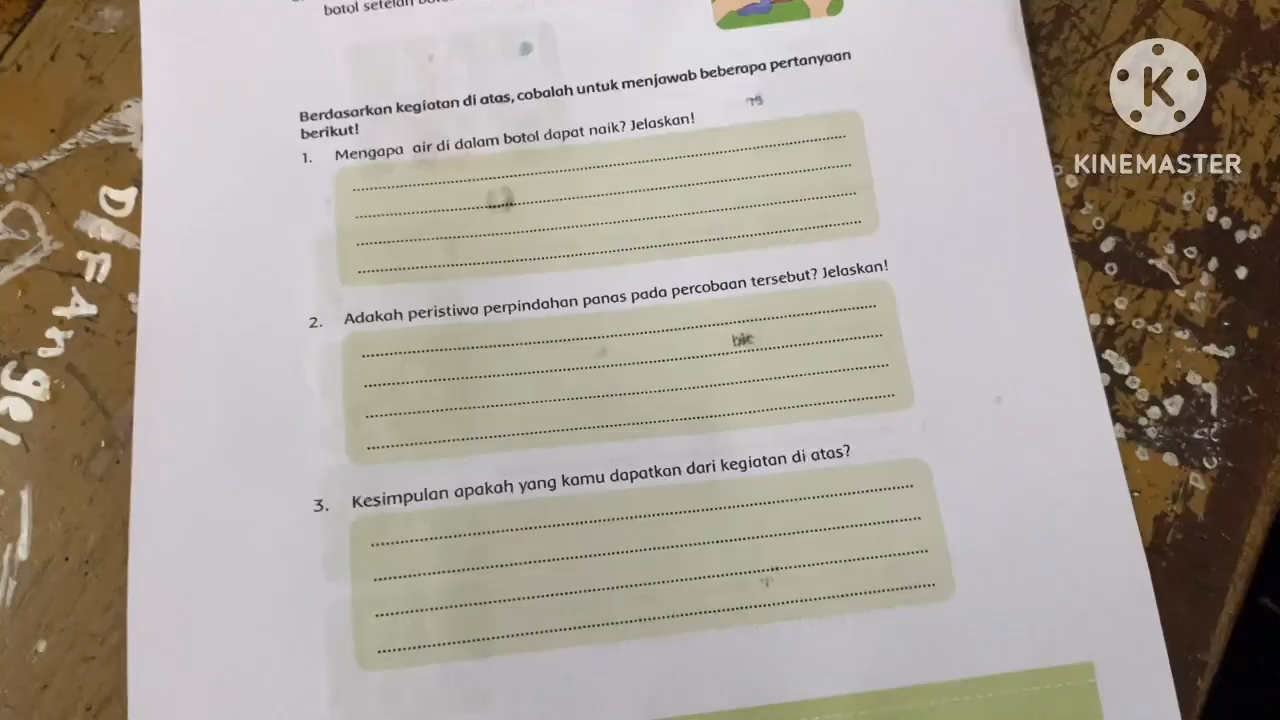 botol setelah
Berdasarkan kegiatan di atas, cobalah untuk menjawab beberapa pertanyaan
berikut!
1. Mengapa air di dalam botol dapat naik? Jelaskan!
2. Adakah peristiwa perpindahan panas pada percobaan tersebut? Jelaskan!
3. Kesimpulan apakah yang kamu dapatkan dari kegiatan di atas?
K
KINEMASTER